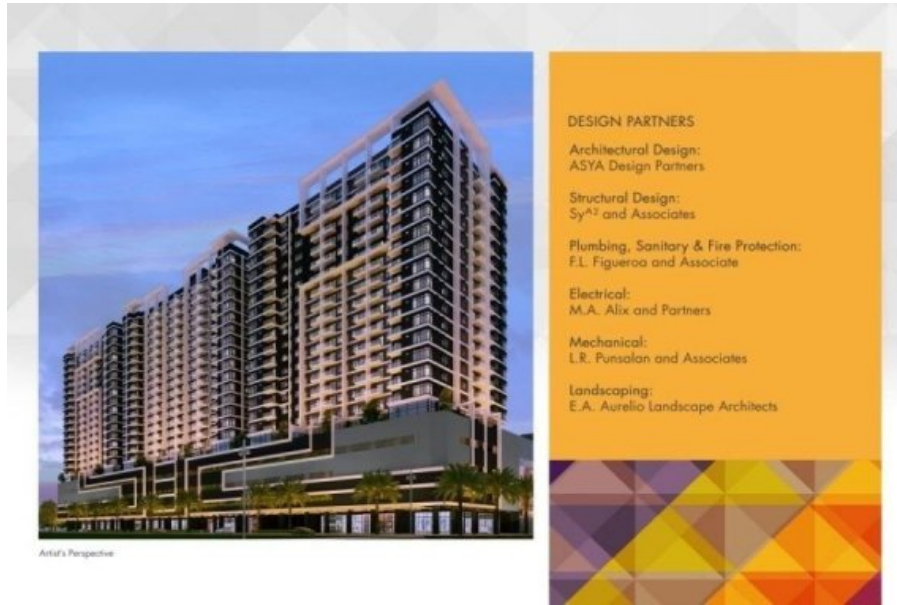 DESIGN PARTNERS
Architectural Design:
ASYA Design Partners
Structural Design:
Sy^2 and Associates
Plumbing, Sanitary & Fire Protection:
F.L. Figueroa and Associate
Electrical:
M.A. Alix and Partners
Mechanical:
L.R. Punsalan and Associates
Landscaping:
E.A. Aurelio Landscape Architects
Artist's Perspective